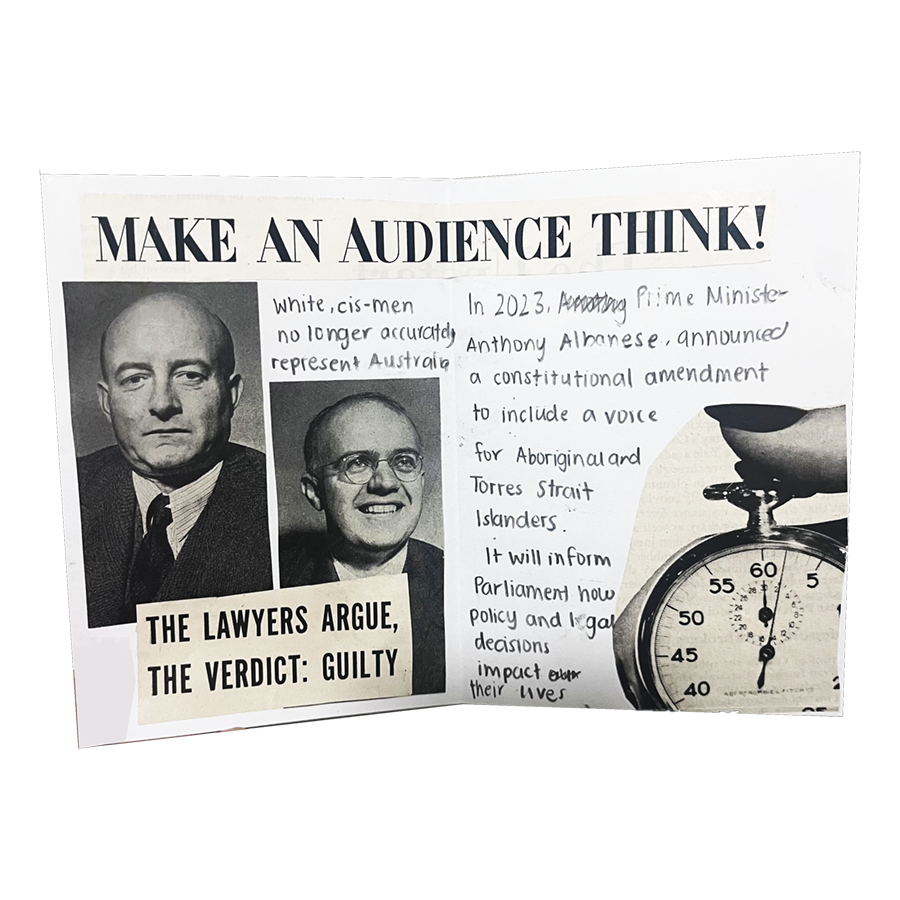 MAKE AN AUDIENCE THINK!
White, cis-men
no longer accurately
represent Australia
THE LAWYERS ARGUE,
THE VERDICT: GUILTY
In 2023, Prime Minister
Anthony Albanese, announced
a constitutional amendment
to include a voice
for Aboriginal and
Torres Strait
Islanders.
It will inform
Parliament how
policy and legal
decisions
impact
their lives
60
55
5
50
45
40